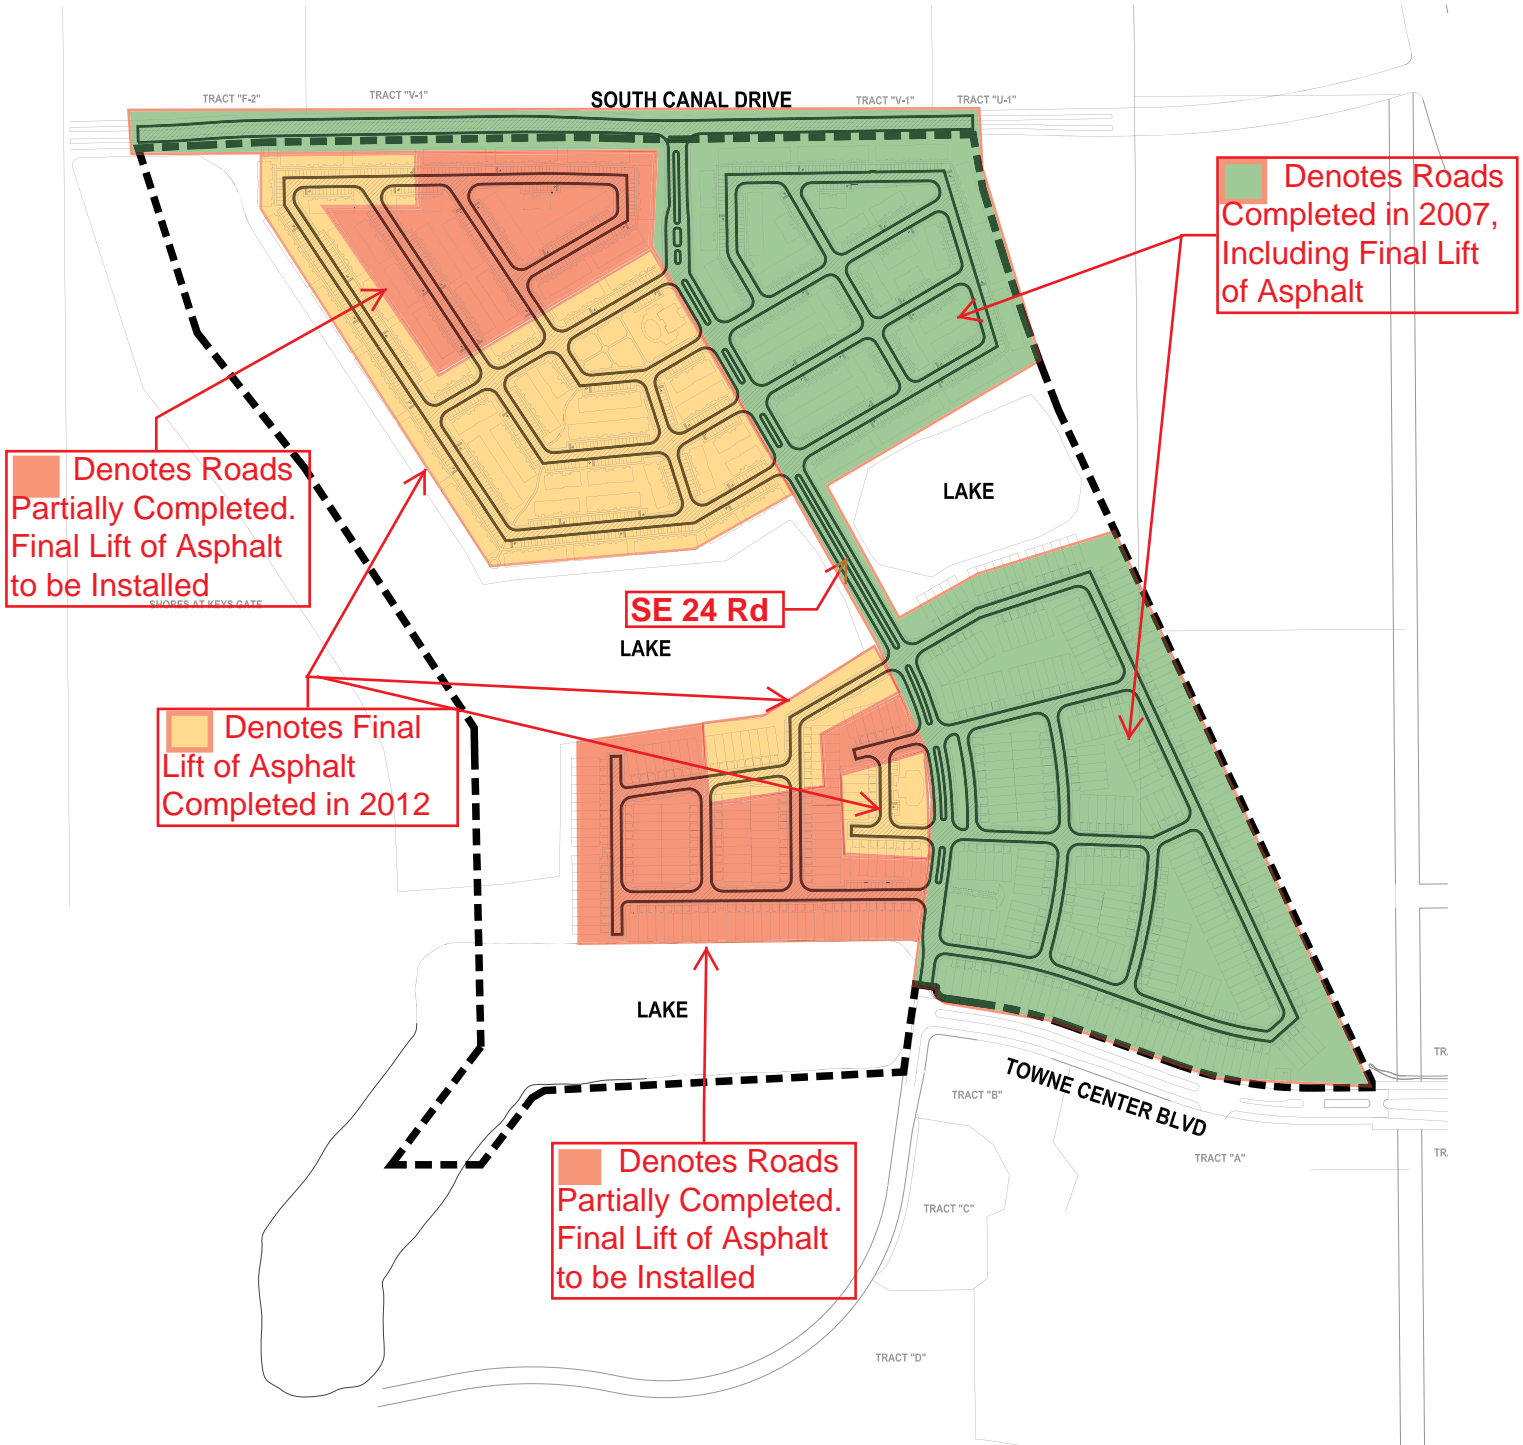 TRACT "F-2"
TRACT "V-1"
SOUTH CANAL DRIVE
TRACT "V-1"
TRACT "U-1"
Denotes Roads
Completed in 2007,
Including Final Lift
of Asphalt
Denotes Roads
Partially Completed.
Final Lift of Asphalt
to be Installed
SHORES AT KEYS GATE
LAKE
SE 24 Rd
LAKE
Denotes Final
Lift of Asphalt
Completed in 2012
LAKE
TOWNE CENTER BLVD
TRACT "B"
TRACT "A"
TR
TR
Denotes Roads
Partially Completed.
Final Lift of Asphalt
to be Installed
TRACT "C"
TRACT "D"